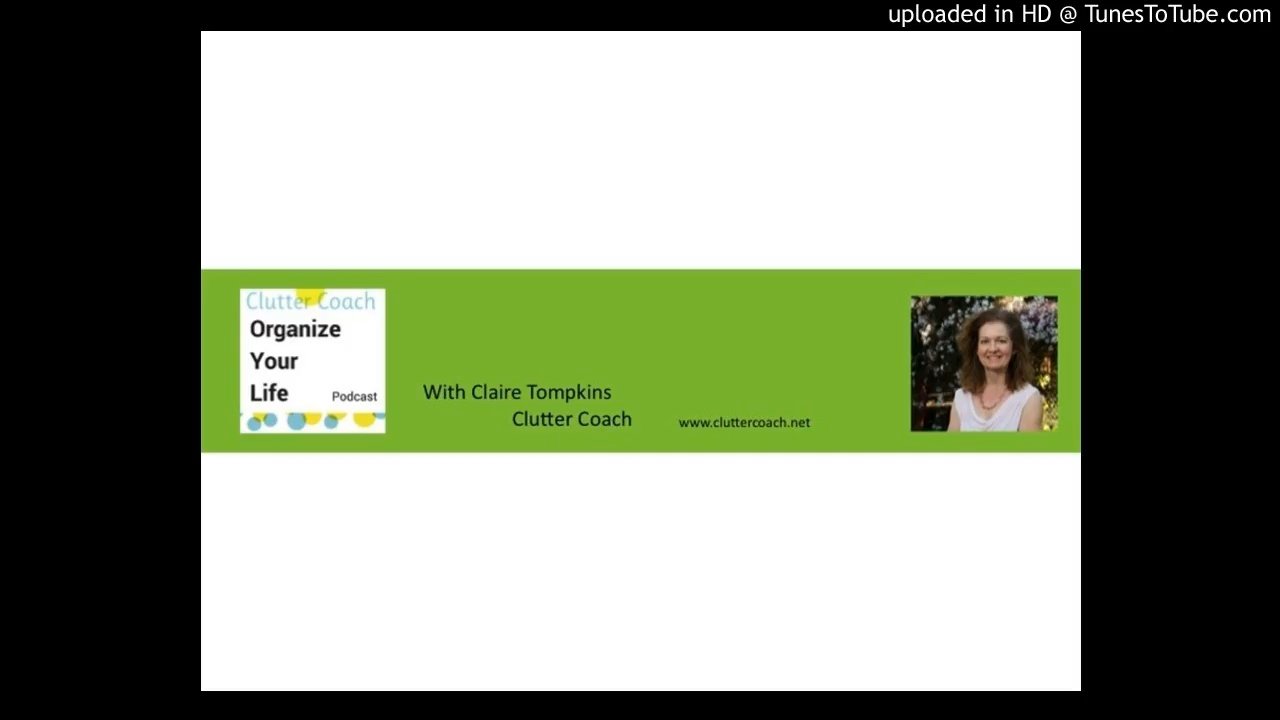 uploaded in HD @ TunesToTube.com
Clutter Coach
Organize
Your
Life
Podcast
With Claire Tompkins
Clutter Coach
www.cluttercoach.net